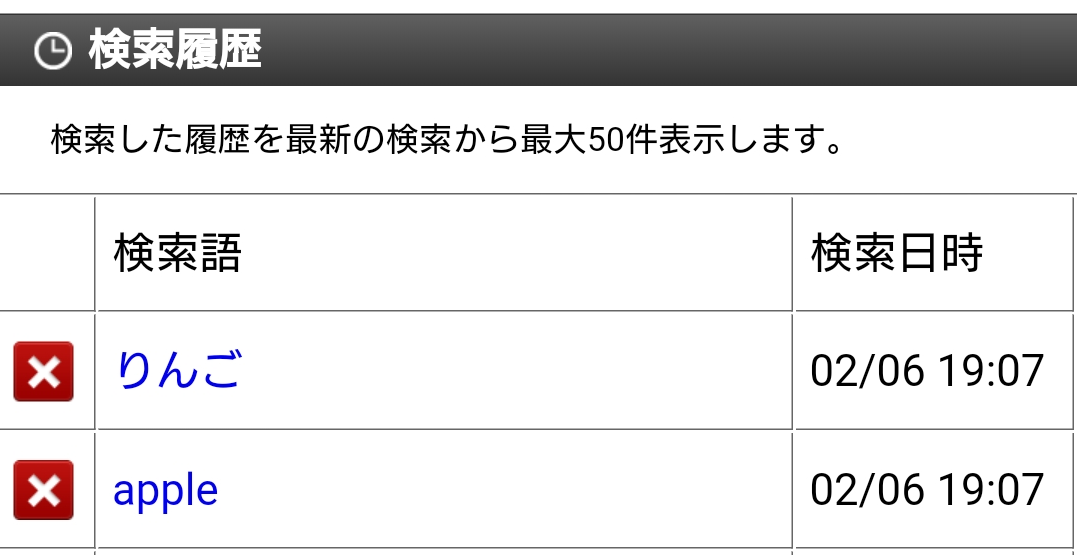 検索履歴
検索した履歴を最新の検索から最大50件表示します。
検索語 検索日時
りんご 02/06 19:07
apple 02/06 19:07